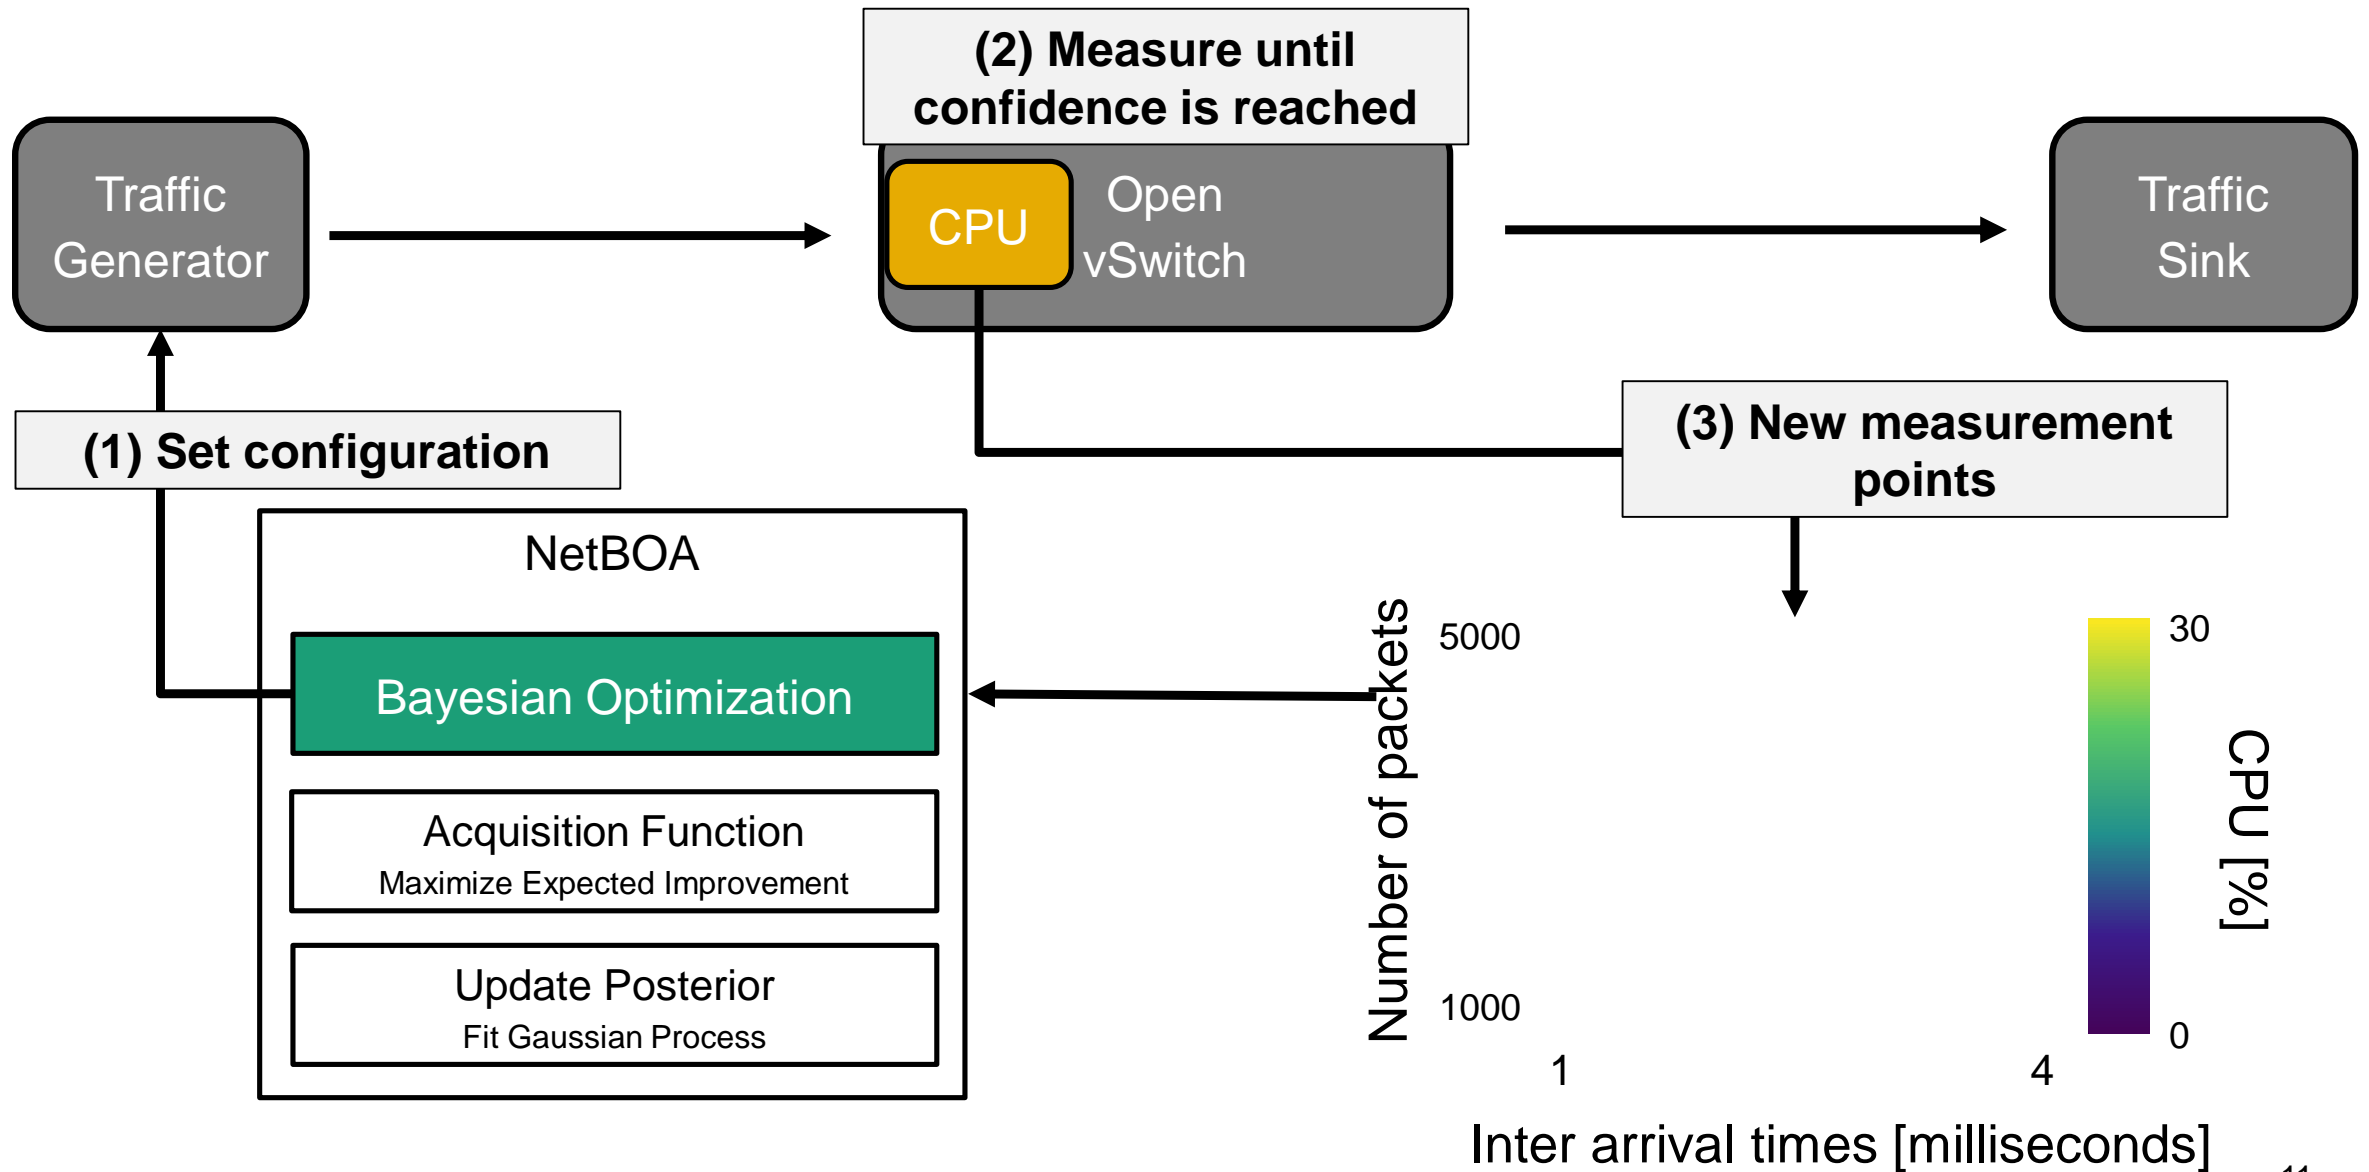 (2) Measure until
confidence is reached
Traffic
Generator
CPU
Open
vSwitch
Traffic
Sink
(1) Set configuration
(3) New measurement
points
NetBOA
Bayesian Optimization
Acquisition Function
Maximize Expected Improvement
Update Posterior
Fit Gaussian Process
Number of packets
5000
1000
1
4
Inter arrival times [milliseconds]
30
0
CPU [%]
11